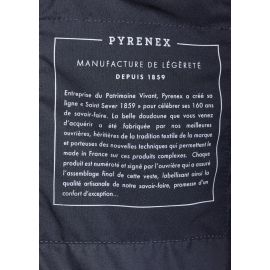 PYRENEX
MANUFACTURE DE LÉGÈRETÉ
DEPUIS 1859
Entreprise du Patrimoine Vivant, Pyrenex a créé sa
ligne « Saint Sever 1859 » pour célébrer ses 160 ans
de savoir-faire. La belle doudoune que vous venez
d'acquérir a été fabriquée par nos meilleures
ouvrières, héritières de la tradition textile de la marque
et porteuses des nouvelles techniques qui permettent le
made in France sur ces produits complexes. Chaque
produit est numéroté et signé par l'ouvrière qui a assuré
l'assemblage final de cette veste, labellisant ainsi la
qualité artisanale de notre savoir-faire, promesse d'un
confort d'exception...